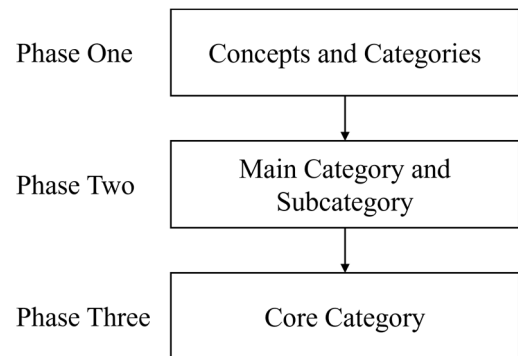 Phase One
Concepts and Categories
Phase Two
Main Category and
Subcategory
Phase Three
Core Category